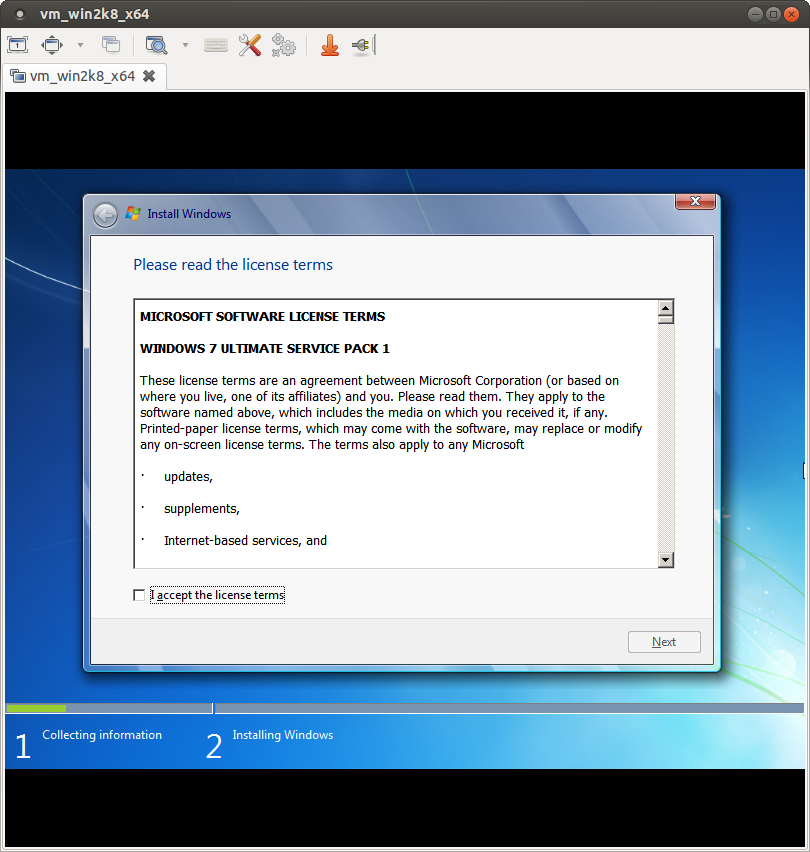 vm_win2k8_x64
1
vm_win2k8_x64
Install Windows
Please read the license terms
MICROSOFT SOFTWARE LICENSE TERMS
WINDOWS 7 ULTIMATE SERVICE PACK 1
These license terms are an agreement between Microsoft Corporation (or based on
where you live, one of its affiliates) and you. Please read them. They apply to the
software named above, which includes the media on which you received it, if any.
Printed-paper license terms, which may come with the software, may replace or modify
any on-screen license terms. The terms also apply to any Microsoft
· updates,
· supplements,
· Internet-based services, and
I accept the license terms
Next
1 Collecting information
2 Installing Windows